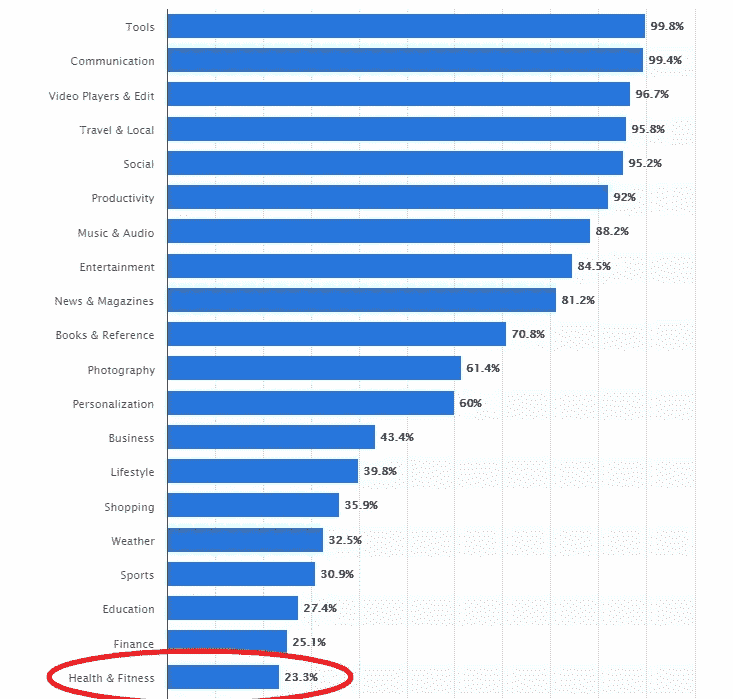 Tools 99.8%
Communication 99.4%
Video Players & Edit 96.7%
Travel & Local 95.8%
Social 95.2%
Productivity 92%
Music & Audio 88.2%
Entertainment 84.5%
News & Magazines 81.2%
Books & Reference 70.8%
Photography 61.4%
Personalization 60%
Business 43.4%
Lifestyle 39.8%
Shopping 35.9%
Weather 32.5%
Sports 30.9%
Education 27.4%
Finance 25.1%
Health & Fitness 23.3%